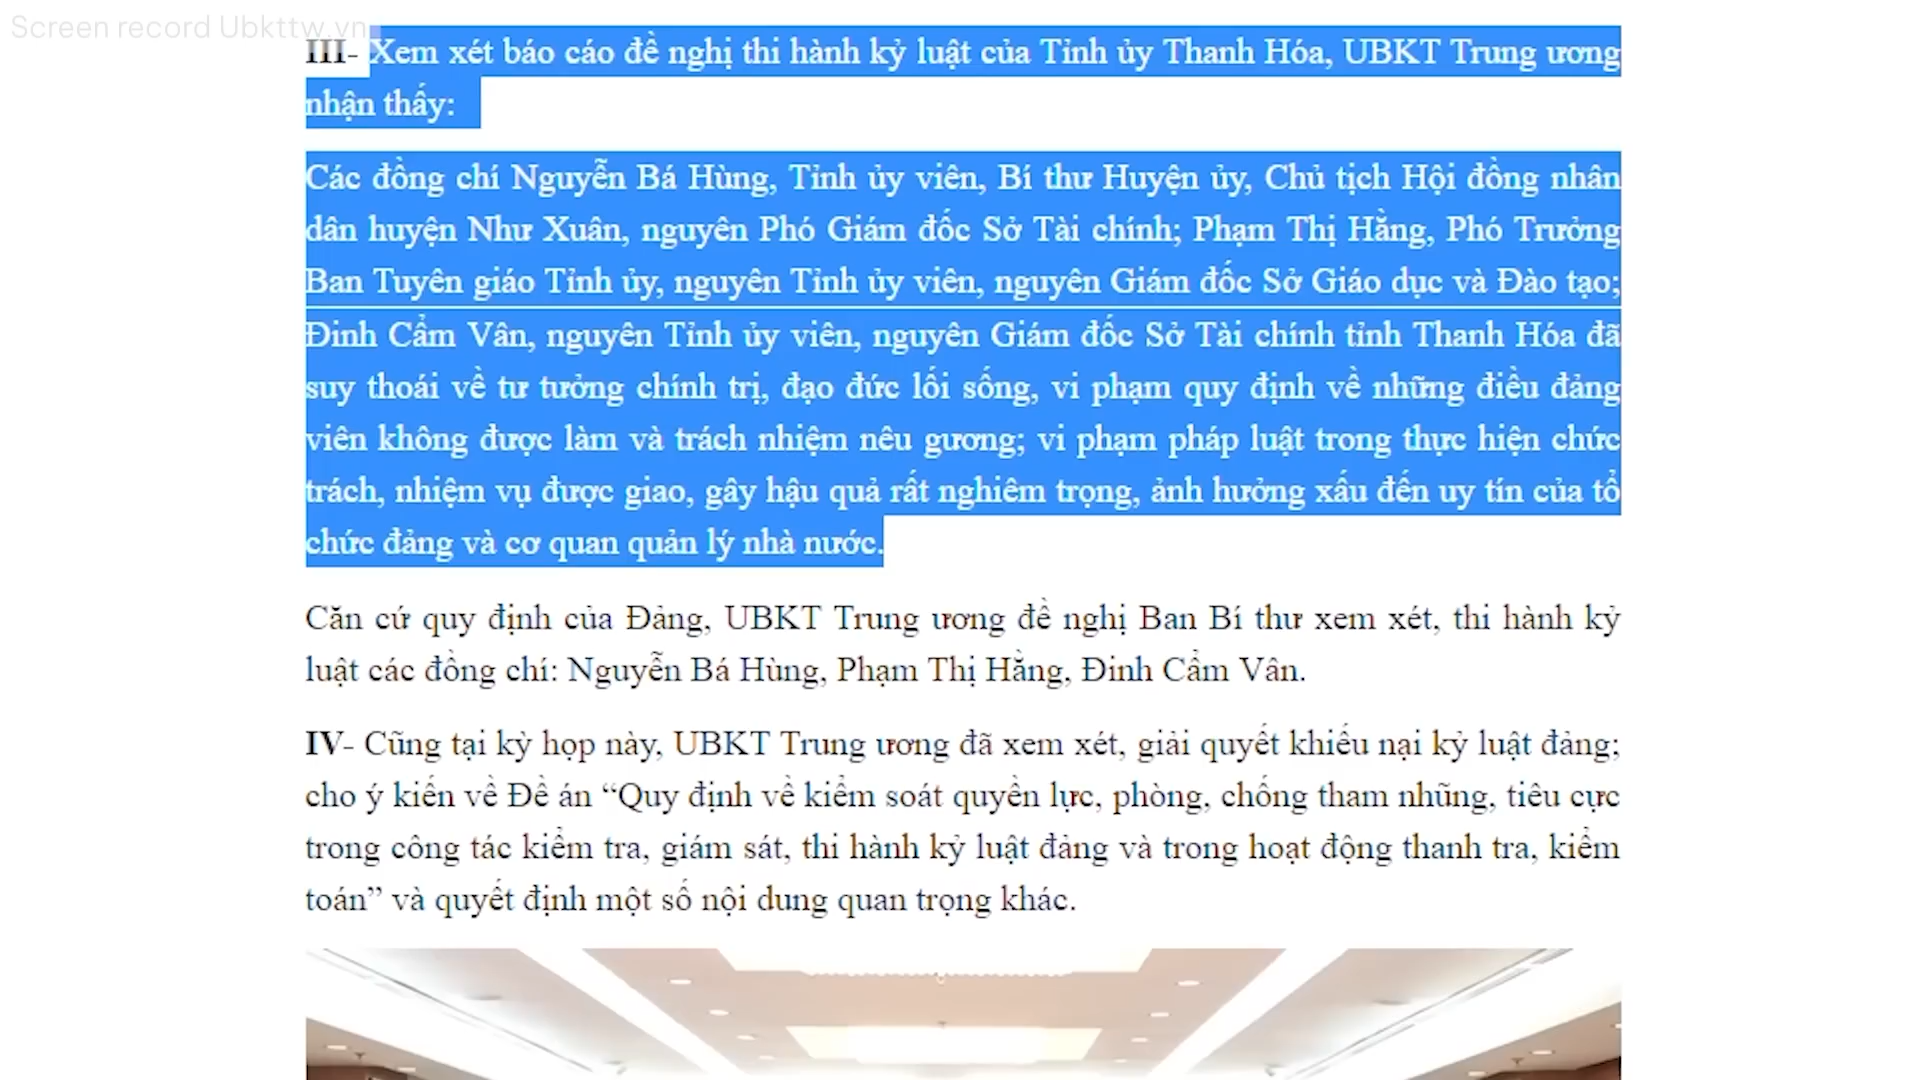 Screen record Ubkttw.vn
III- Xem xét báo cáo đề nghị thi hành kỷ luật của Tỉnh ủy Thanh Hóa, UBKT Trung ương
nhận thấy:
Các đồng chí Nguyễn Bá Hùng, Tỉnh ủy viên, Bí thư Huyện ủy, Chủ tịch Hội đồng nhân
dân huyện Như Xuân, nguyên Phó Giám đốc Sở Tài chính; Phạm Thị Hằng, Phó Trưởng
Ban Tuyên giáo Tỉnh ủy, nguyên Tỉnh ủy viên, nguyên Giám đốc Sở Giáo dục và Đào tạo;
Đinh Cẩm Vân, nguyên Tỉnh ủy viên, nguyên Giám đốc Sở Tài chính tỉnh Thanh Hóa đã
suy thoái về tư tưởng chính trị, đạo đức lối sống, vi phạm quy định về những điều đảng
viên không được làm và trách nhiệm nêu gương; vi phạm pháp luật trong thực hiện chức
trách, nhiệm vụ được giao, gây hậu quả rất nghiêm trọng, ảnh hưởng xấu đến uy tín của tổ
chức đảng và cơ quan quản lý nhà nước.
Căn cứ quy định của Đảng, UBKT Trung ương đề nghị Ban Bí thư xem xét, thi hành kỷ
luật các đồng chí: Nguyễn Bá Hùng, Phạm Thị Hằng, Đinh Cẩm Vân.
IV- Cũng tại kỳ họp này, UBKT Trung ương đã xem xét, giải quyết khiếu nại kỷ luật đảng;
cho ý kiến về Đề án “Quy định về kiểm soát quyền lực, phòng, chống tham nhũng, tiêu cực
trong công tác kiểm tra, giám sát, thi hành kỷ luật đảng và trong hoạt động thanh tra, kiểm
toán” và quyết định một số nội dung quan trọng khác.